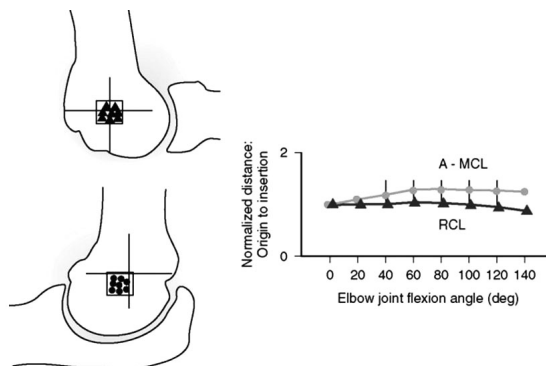 Normalized distance:
Origin to insertion
2
1
0
A - MCL
RCL
0 20 40 60 80 100 120 140
Elbow joint flexion angle (deg)